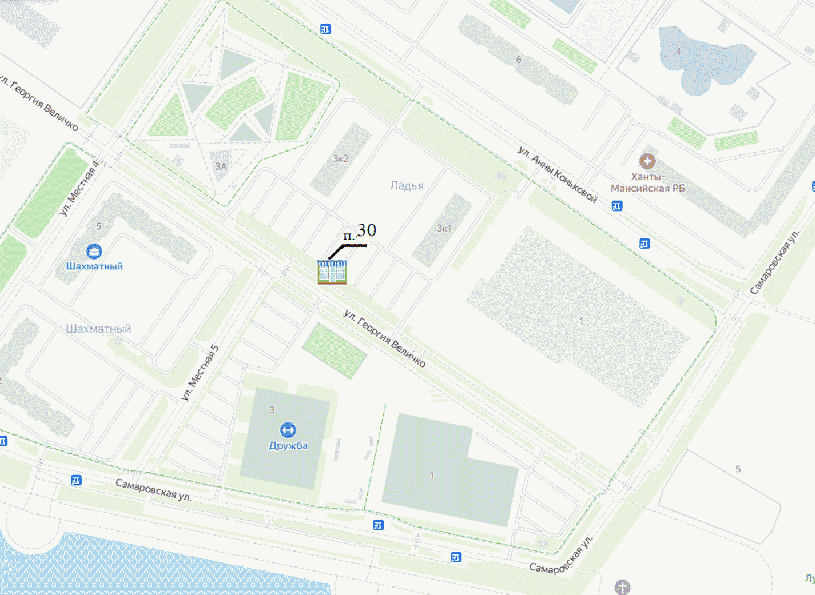 4
6
ул. Георгия Величко
ул. Анны Коньковой
Ханты-
Мансийская РБ
3к2
3А
Ладья
ул. Местная 4
5
3к1
п.30
Шахматный
Самаровская ул.
1
Шахматный
ул. Георгия Величко
ул. Местная 5
3
Дружба
1
5
Самаровская ул.
Самаровская ул.
Лу